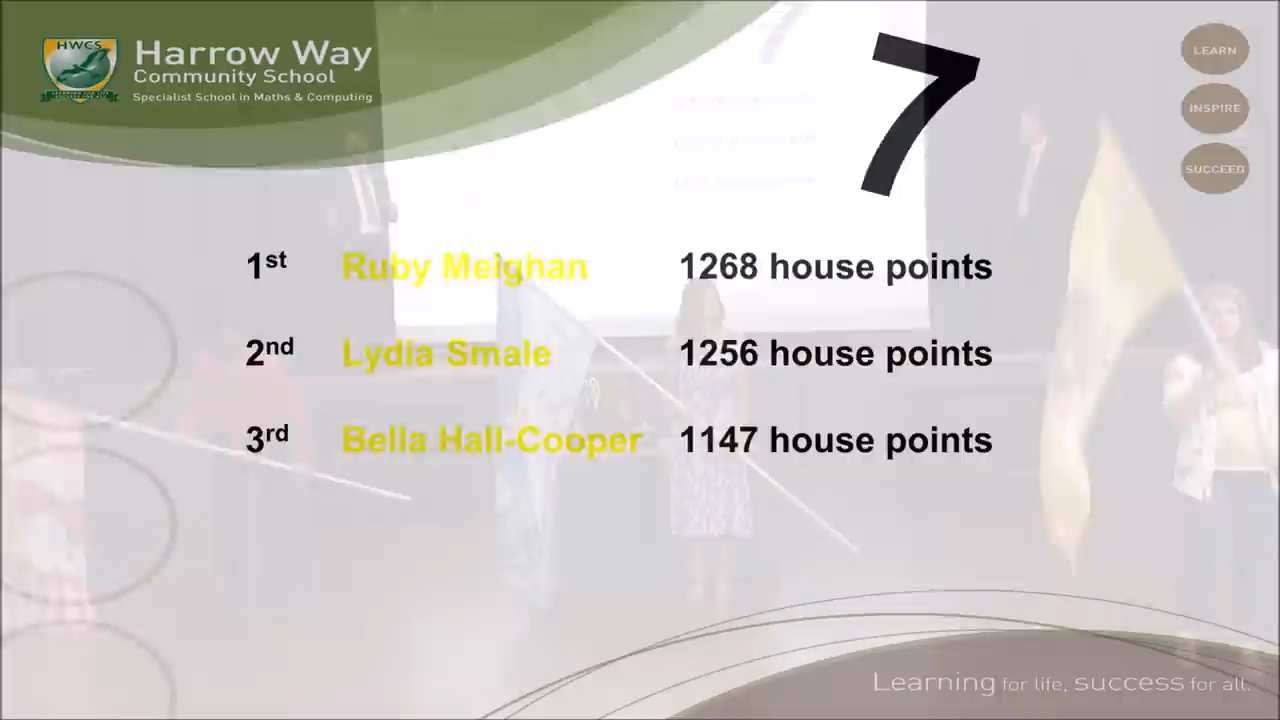 HWCS
Harrow Way
Community School
Specialist School in Maths & Computing
7
LEARN
INSPIRE
SUCCEED
1st Ruby Meighan 1268 house points
2nd Lydia Smale 1256 house points
3rd Bella Hall-Cooper 1147 house points
Learning for life, success for all.